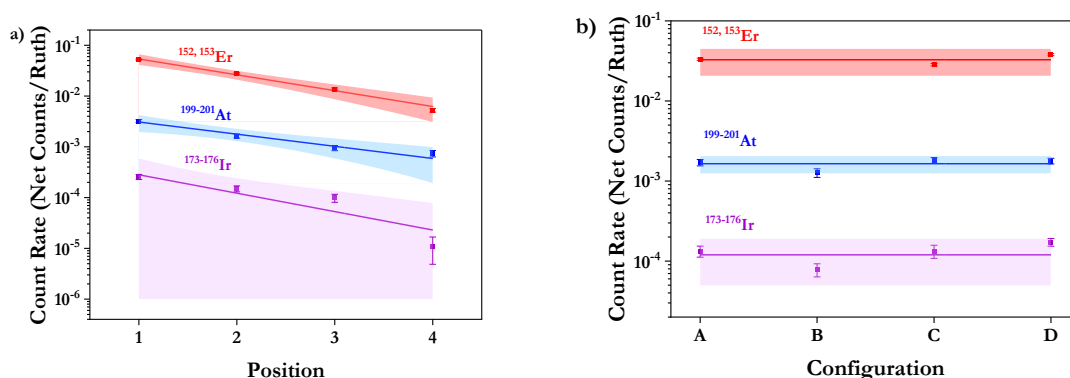 a)
Count Rate (Net Counts/Ruth)
10⁻¹
10⁻²
10⁻³
10⁻⁴
10⁻⁵
10⁻⁶
¹⁵², ¹⁵³Er
¹⁹⁹⁻²⁰¹At
¹⁷³⁻¹⁷⁶Ir
1 2 3 4
Position
b)
Count Rate (Net Counts/Ruth)
10⁻¹
10⁻²
10⁻³
10⁻⁴
¹⁵², ¹⁵³Er
¹⁹⁹⁻²⁰¹At
¹⁷³⁻¹⁷⁶Ir
A B C D
Configuration